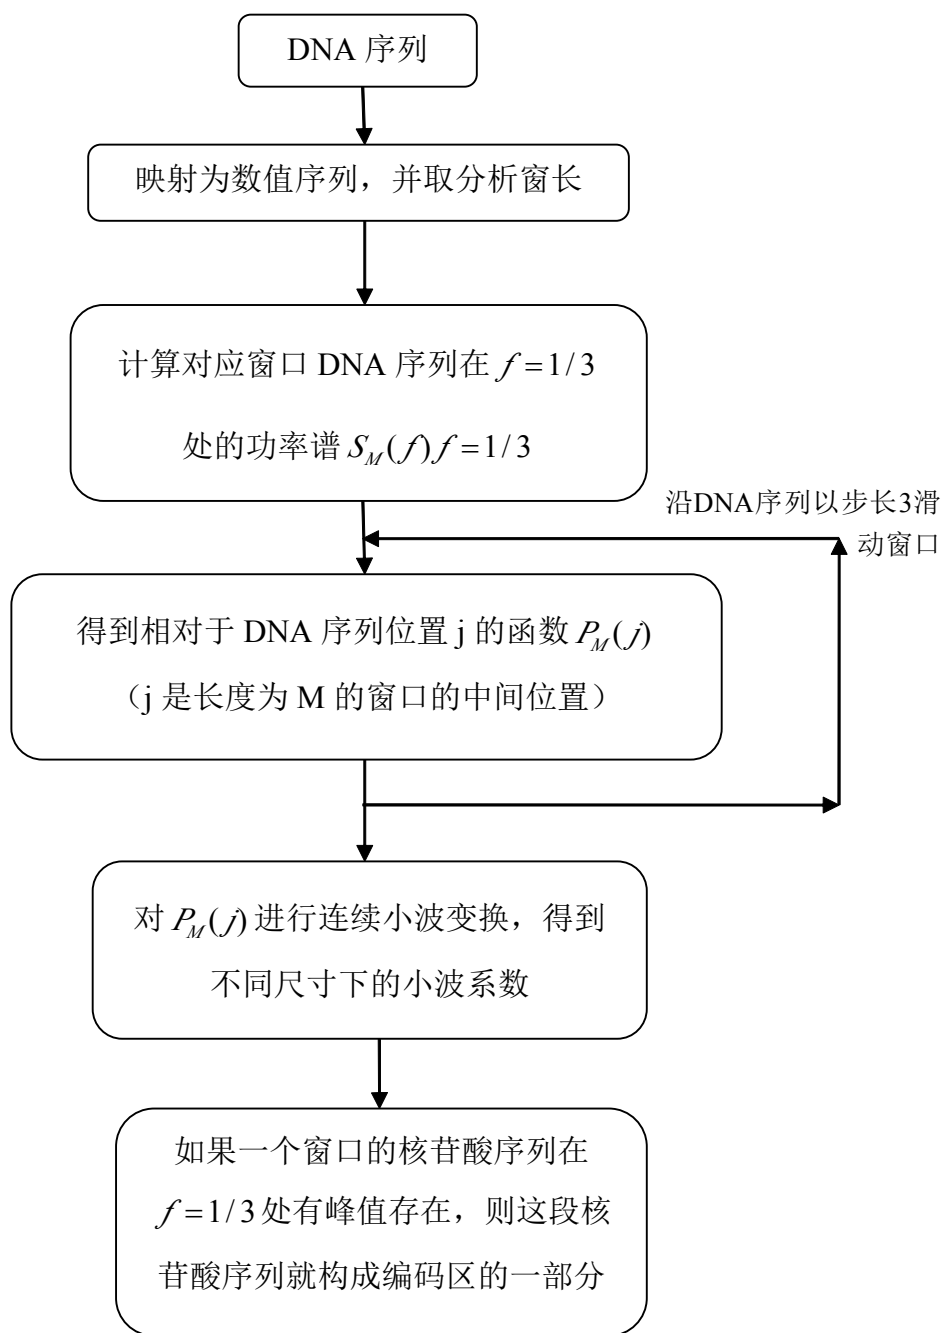 DNA 序列
映射为数值序列，并取分析窗长
计算对应窗口 DNA 序列在 f=1/3
处的功率谱 S_M(f) f=1/3
沿DNA序列以步长3滑
动窗口
得到相对于 DNA 序列位置 j 的函数 P_M(j)
（j 是长度为 M 的窗口的中间位置）
对 P_M(j) 进行连续小波变换，得到
不同尺寸下的小波系数
如果一个窗口的核苷酸序列在
f=1/3 处有峰值存在，则这段核
苷酸序列就构成编码区的一部分